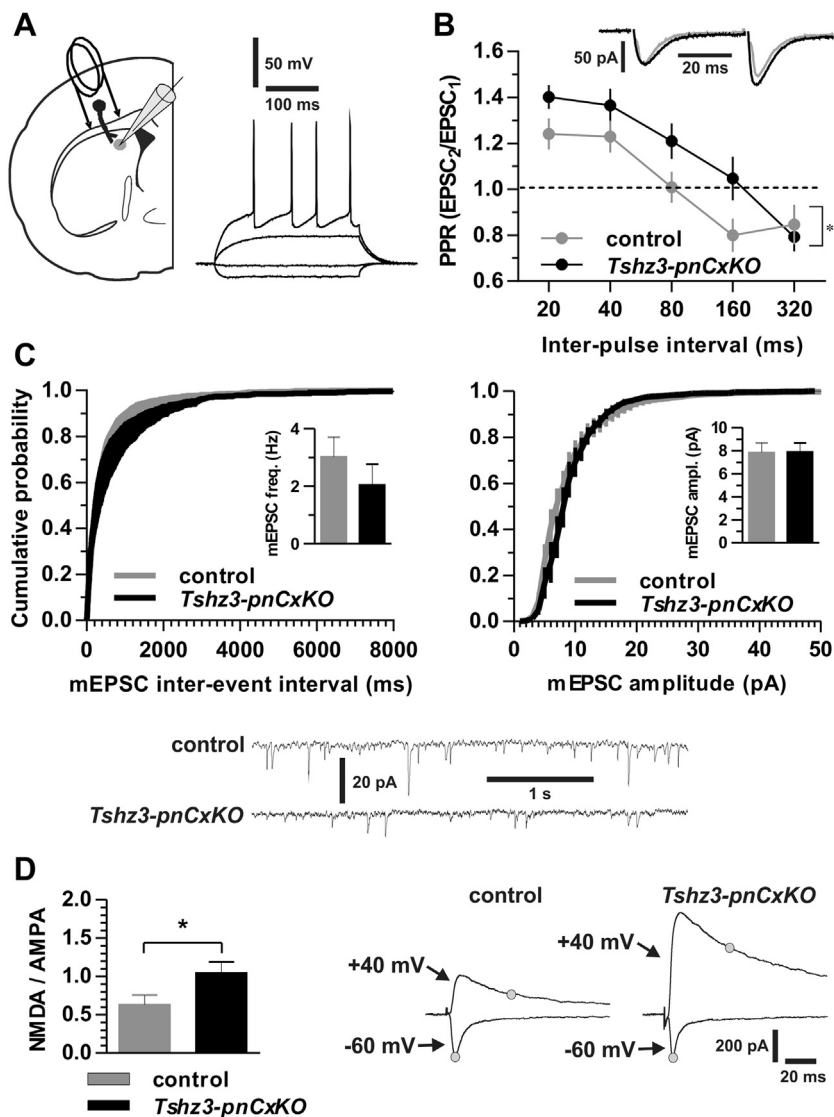 A
50 mV
100 ms
B
50 pA
20 ms
PPR (EPSC2/EPSC1)
1.6
1.4
1.2
1.0
0.8
0.6
control
Tshz3-pnCxKO
*
20 40 80 160 320
Inter-pulse interval (ms)
C
Cumulative probability
1.0
0.8
0.6
0.4
0.2
0.0
mEPSC freq. (Hz)
4
2
0
control
Tshz3-pnCxKO
0 2000 4000 6000 8000
mEPSC inter-event interval (ms)
1.0
0.8
0.6
0.4
0.2
0.0
mEPSC ampl. (pA)
10
8
6
4
2
0
control
Tshz3-pnCxKO
0 10 20 30 40 50
mEPSC amplitude (pA)
control
20 pA
1 s
Tshz3-pnCxKO
D
NMDA / AMPA
2.0
1.5
1.0
0.5
0.0
*
control
Tshz3-pnCxKO
control
+40 mV
-60 mV
Tshz3-pnCxKO
+40 mV
-60 mV
200 pA
20 ms